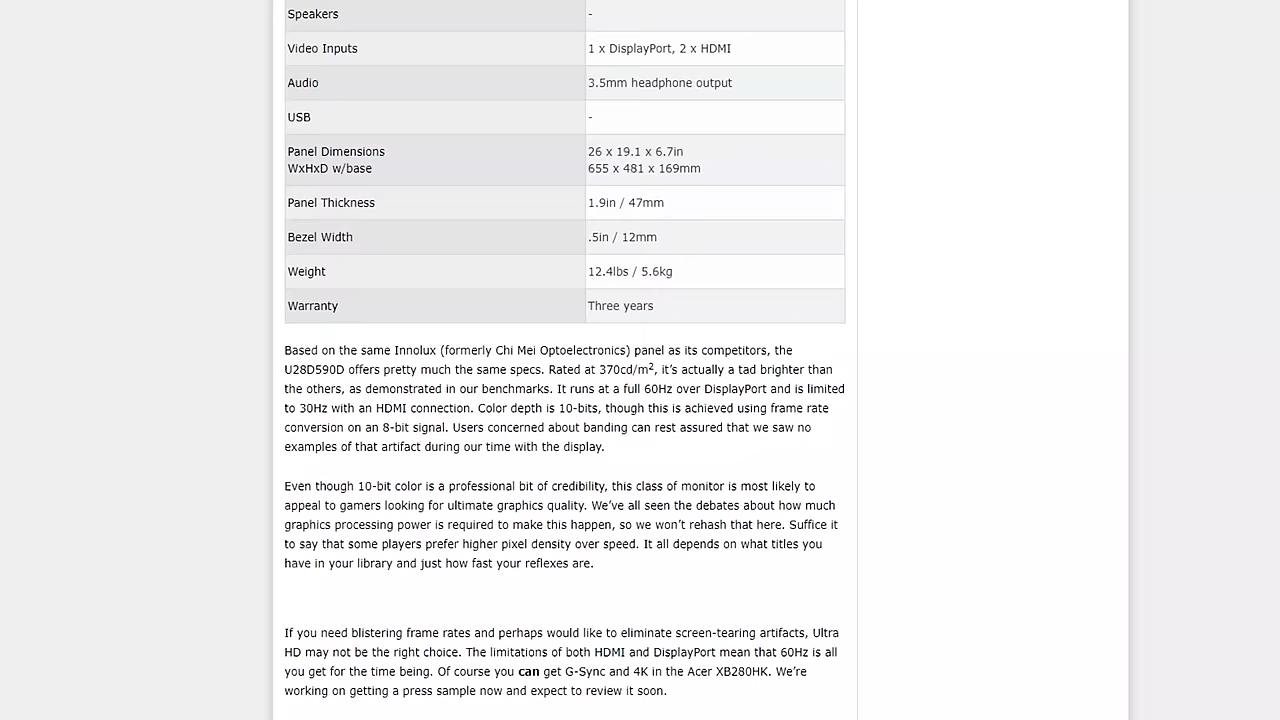 Speakers -
Video Inputs 1 x DisplayPort, 2 x HDMI
Audio 3.5mm headphone output
USB -
Panel Dimensions 26 x 19.1 x 6.7in
WxHxD w/base 655 x 481 x 169mm
Panel Thickness 1.9in / 47mm
Bezel Width .5in / 12mm
Weight 12.4lbs / 5.6kg
Warranty Three years
Based on the same Innolux (formerly Chi Mei Optoelectronics) panel as its competitors, the
U28D590D offers pretty much the same specs. Rated at 370cd/m², it’s actually a tad brighter than
the others, as demonstrated in our benchmarks. It runs at a full 60Hz over DisplayPort and is limited
to 30Hz with an HDMI connection. Color depth is 10-bits, though this is achieved using frame rate
conversion on an 8-bit signal. Users concerned about banding can rest assured that we saw no
examples of that artifact during our time with the display.
Even though 10-bit color is a professional bit of credibility, this class of monitor is most likely to
appeal to gamers looking for ultimate graphics quality. We’ve all seen the debates about how much
graphics processing power is required to make this happen, so we won’t rehash that here. Suffice it
to say that some players prefer higher pixel density over speed. It all depends on what titles you
have in your library and just how fast your reflexes are.
If you need blistering frame rates and perhaps would like to eliminate screen-tearing artifacts, Ultra
HD may not be the right choice. The limitations of both HDMI and DisplayPort mean that 60Hz is all
you get for the time being. Of course you can get G-Sync and 4K in the Acer XB280HK. We’re
working on getting a press sample now and expect to review it soon.